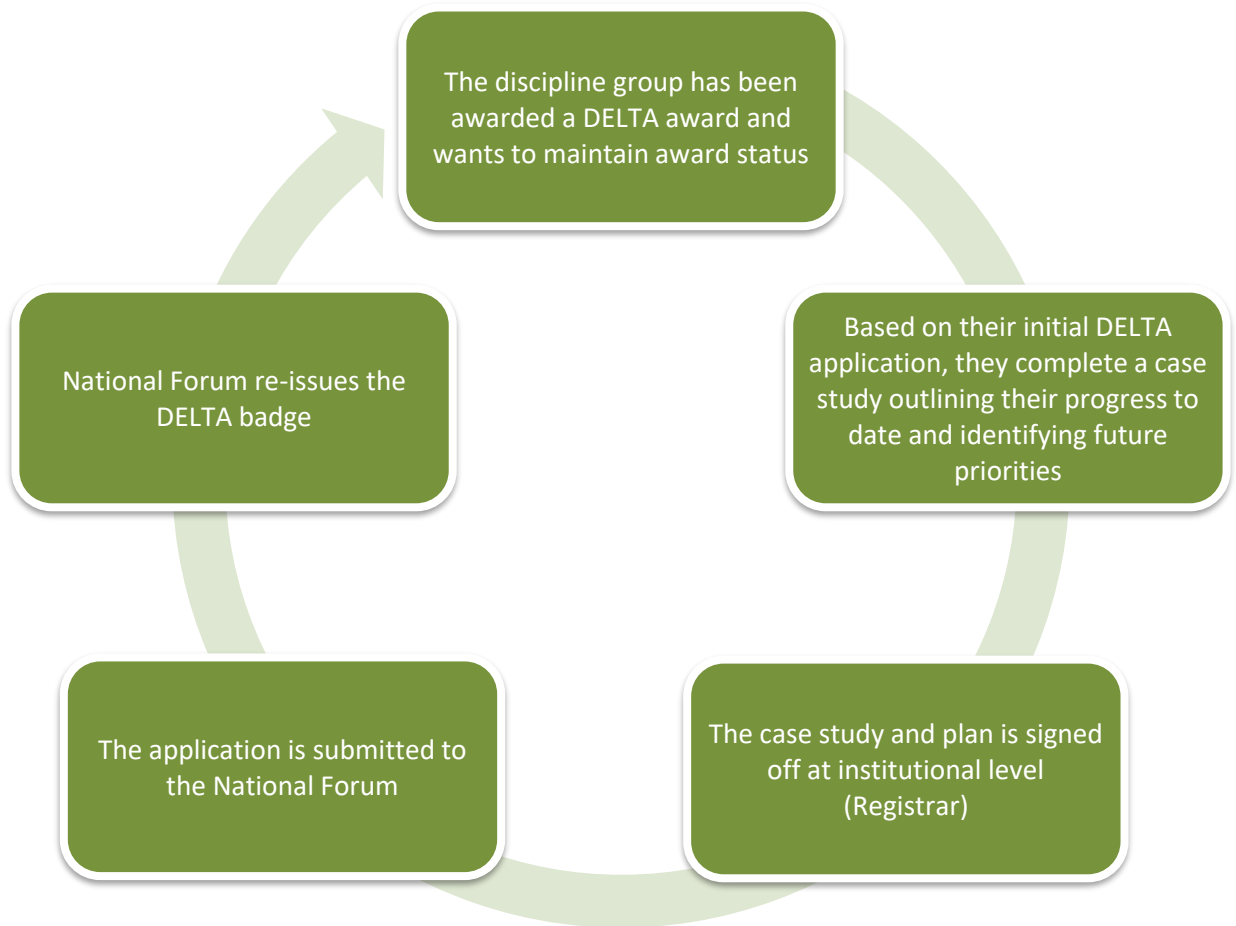 The discipline group has been
awarded a DELTA award and
wants to maintain award status
Based on their initial DELTA
application, they complete a case
study outlining their progress to
date and identifying future
priorities
The case study and plan is signed
off at institutional level
(Registrar)
The application is submitted to
the National Forum
National Forum re-issues the
DELTA badge